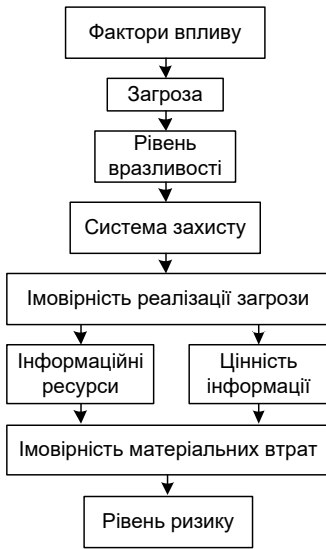 Фактори впливу
Загроза
Рівень
вразливості
Система захисту
Імовірність реалізації загрози
Інформаційні
ресурси
Цінність
інформації
Імовірність матеріальних втрат
Рівень ризику